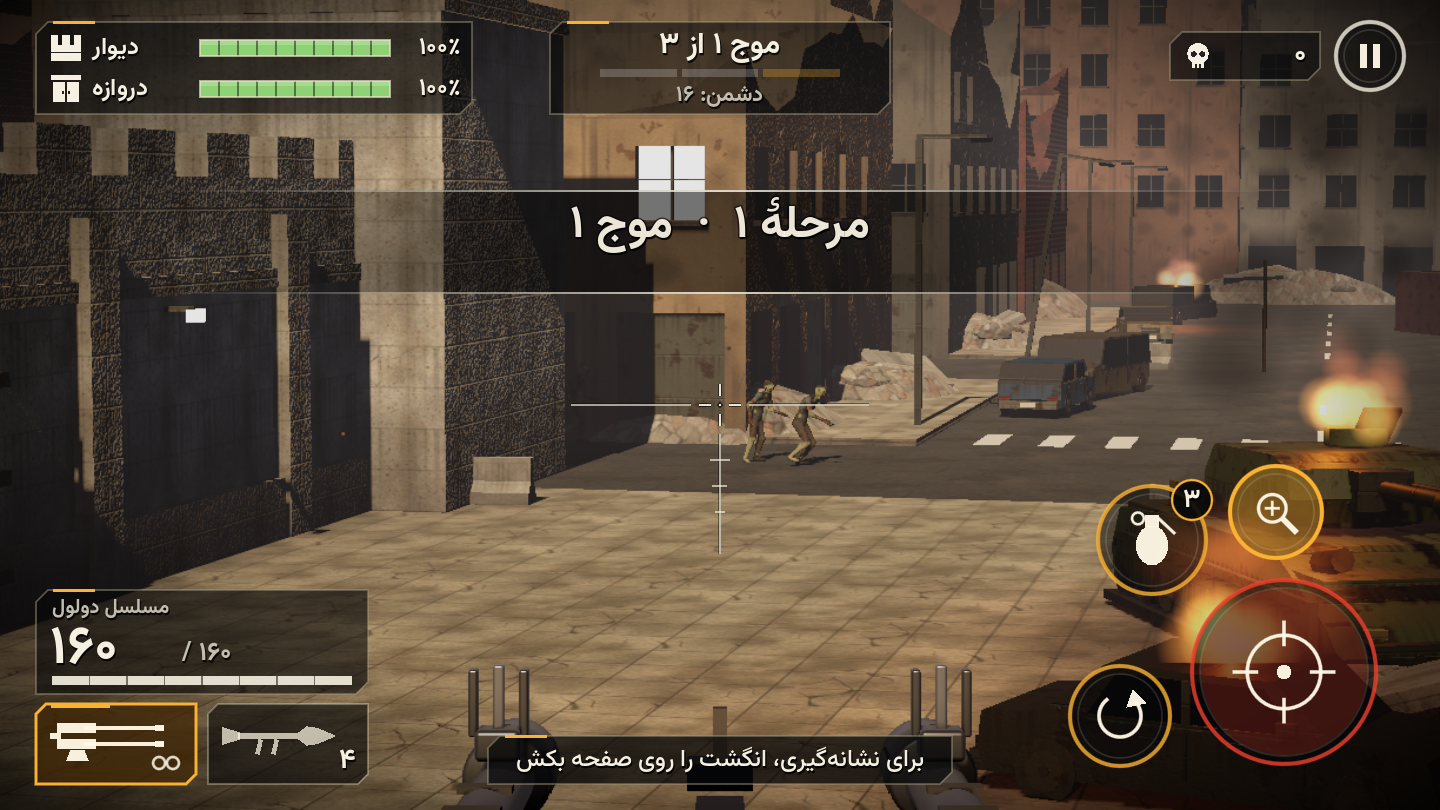 دیوار ۱۰۰٪
دروازه ۱۰۰٪
موج ۱ از ۳
دشمن: ۱۶
۰
مرحلهٔ ۱ · موج ۱
۳
مسلسل دولول
۱۶۰ / ۱۶۰
∞
۴
برای نشانه‌گیری، انگشت را روی صفحه بکش